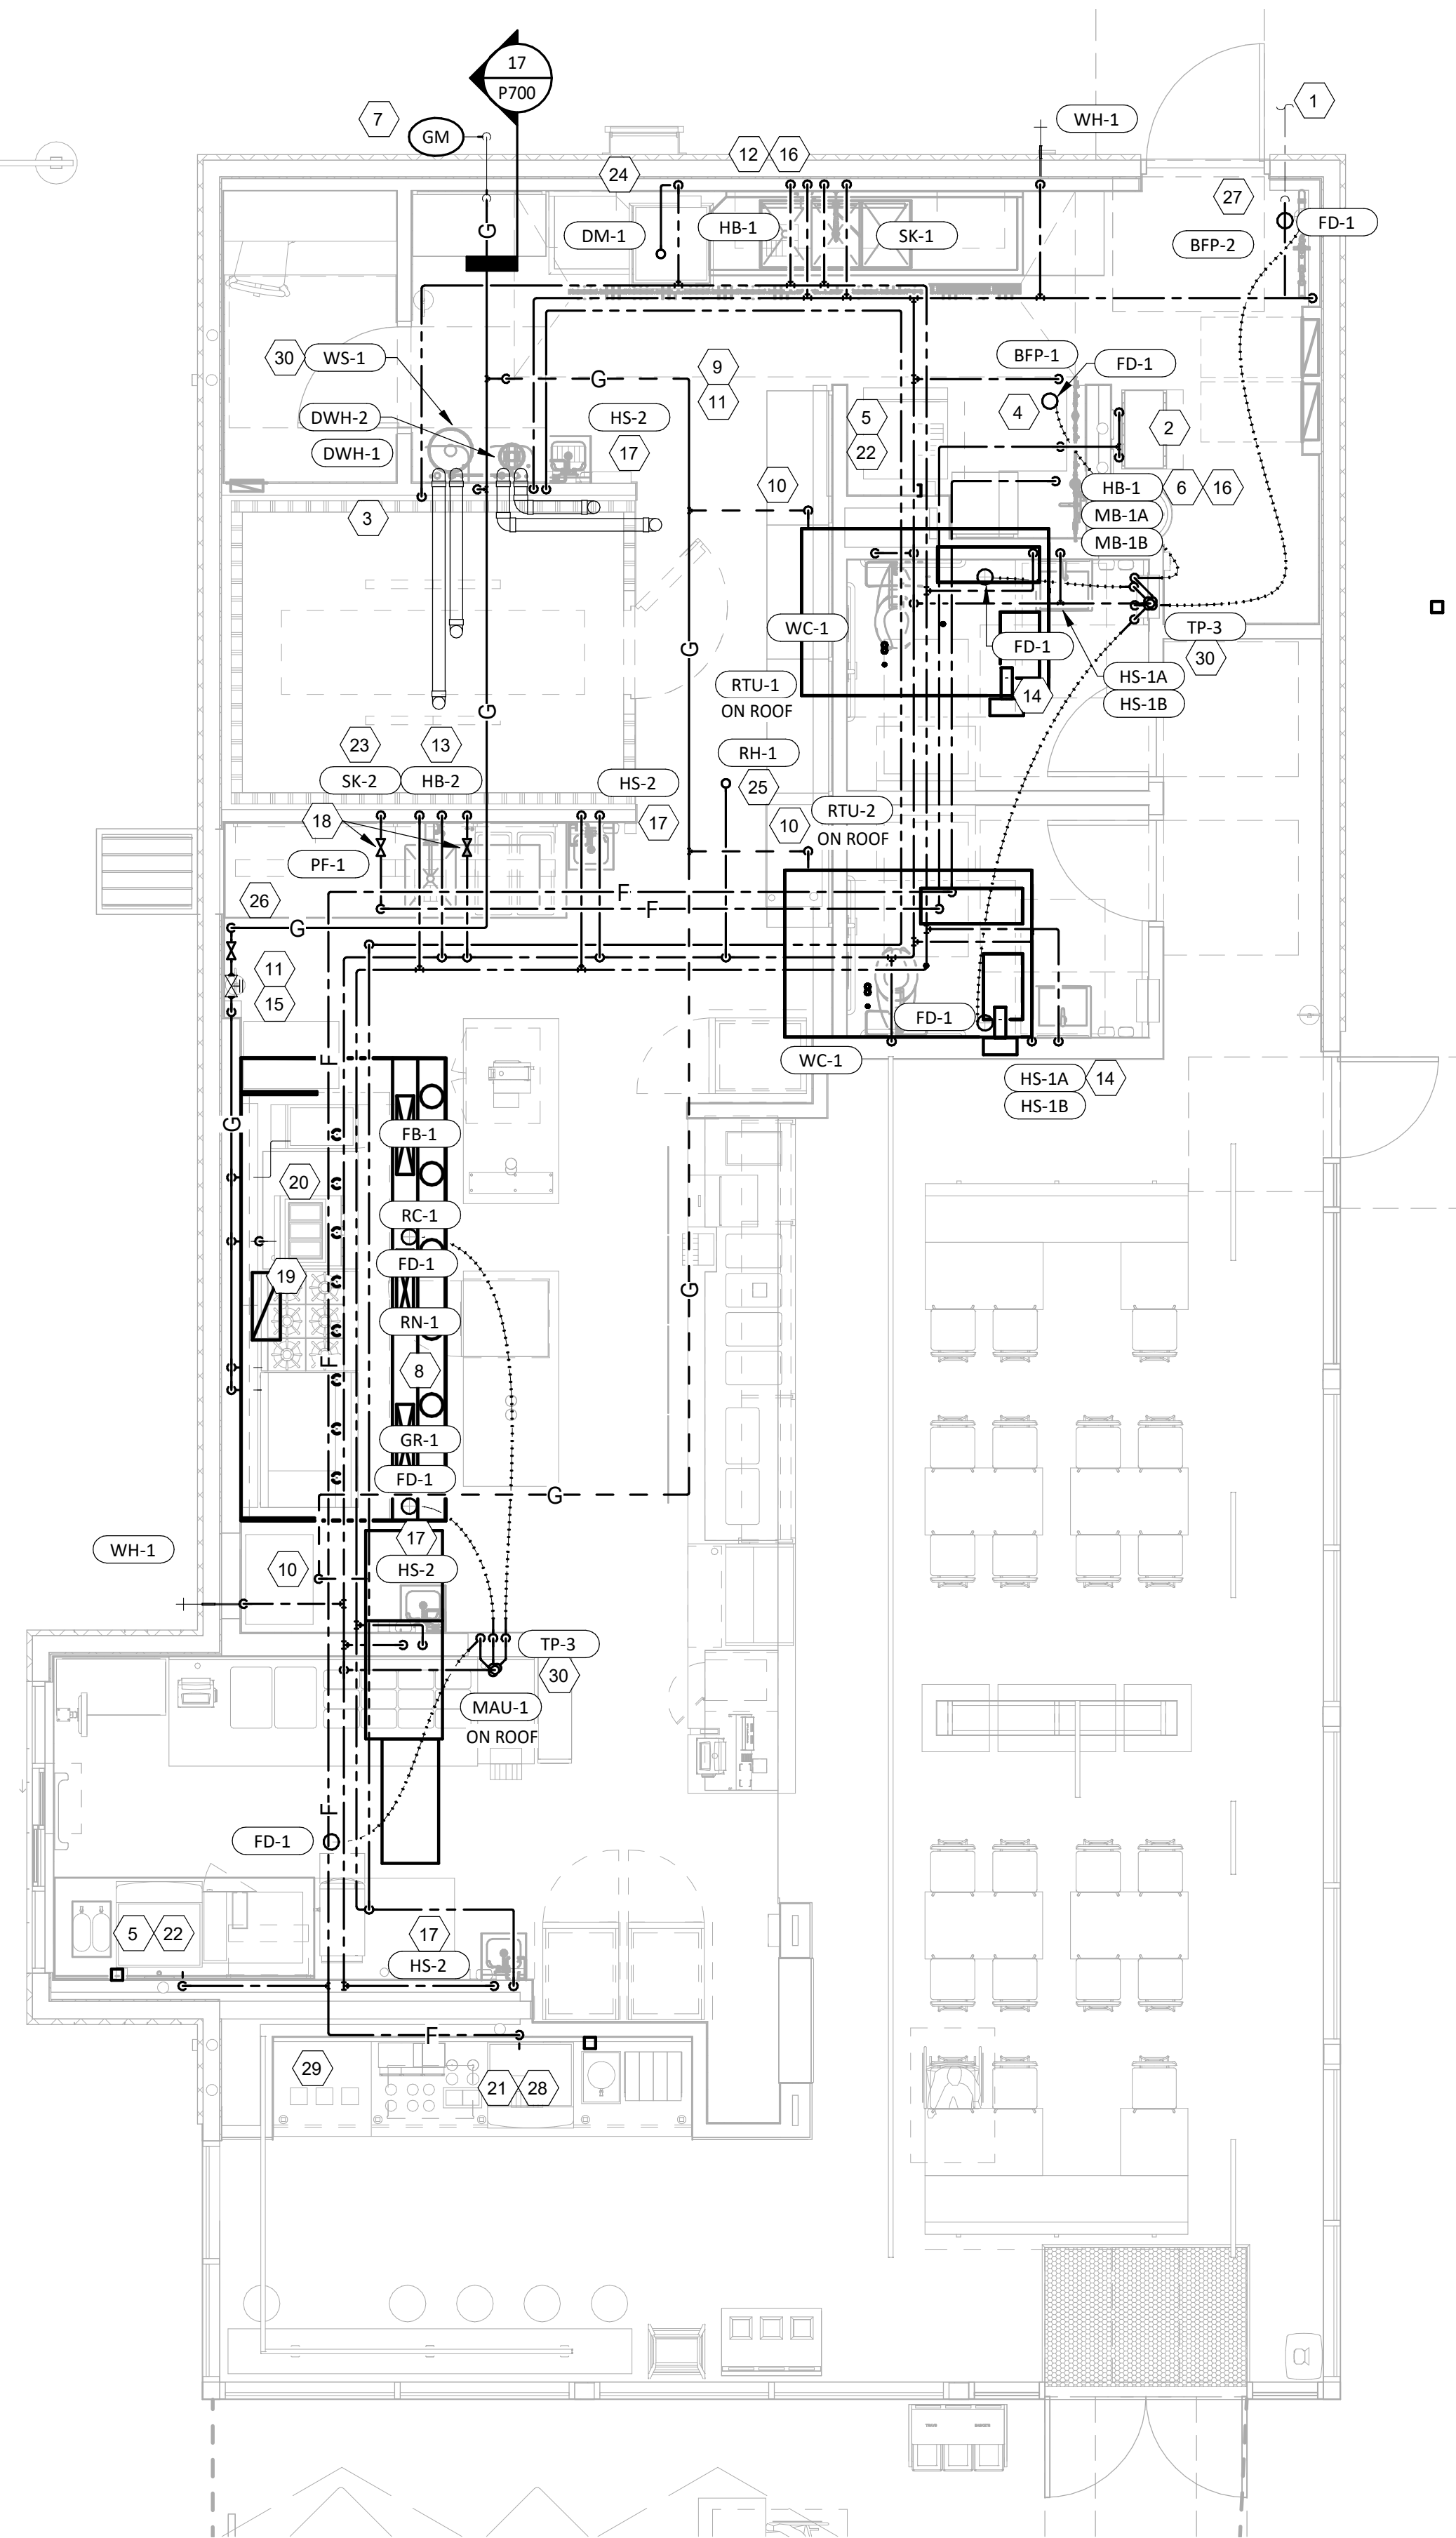 17
P700
7
GM
1
WH-1
12 16
24
27
G
DM-1
HB-1
SK-1
FD-1
BFP-2
30 WS-1
BFP-1
FD-1
G
9
11
DWH-2
HS-2
5
4
2
DWH-1
17
22
10
HB-1 6 16
3
MB-1A
MB-1B
WC-1
TP-3
G
FD-1
30
RTU-1
ON ROOF
HS-1A
14
HS-1B
G
23
13
RH-1
SK-2
HB-2
HS-2
25
RTU-2
ON ROOF
18
17
10
PF-1
F
26
F
G
11
15
FD-1
WC-1
F
HS-1A 14
HS-1B
G
FB-1
20
RC-1
FD-1
19
G
RN-1
F
8
GR-1
FD-1
G
17
WH-1
10
HS-2
TP-3
30
MAU-1
ON ROOF
F
FD-1
5 22
17
HS-2
F
29
21 28